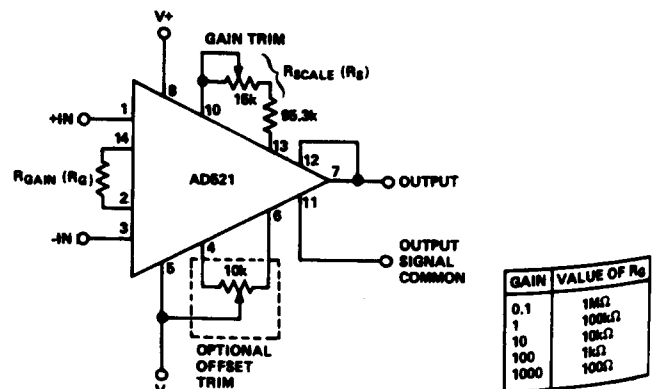 V+
GAIN TRIM
RSCALE (RS)
8
10
15k
95.3k
+IN
1
13
14
12
7
RGAIN (RG)
AD521
OUTPUT
2
11
6
-IN
3
4
5
10k
OUTPUT
SIGNAL
COMMON
OPTIONAL
OFFSET
TRIM
GAIN VALUE OF RG
0.1 1MΩ
1 100kΩ
10 10kΩ
100 1kΩ
1000 100Ω